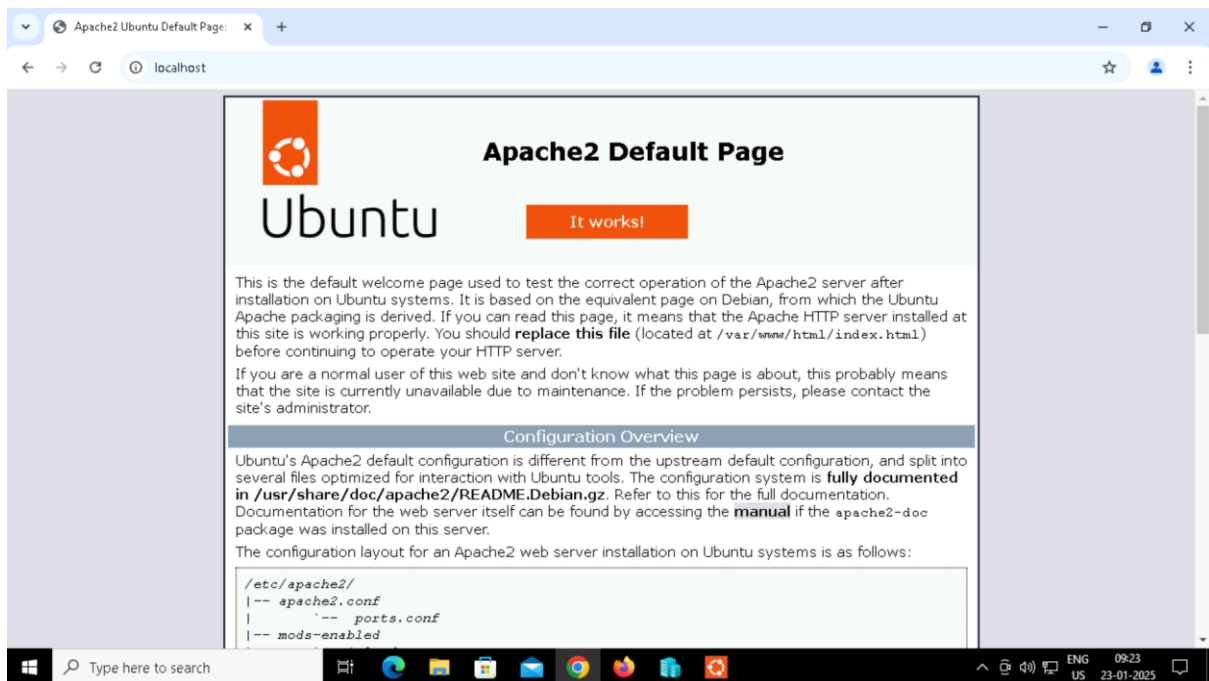 Apache2 Ubuntu Default Page:
localhost
Ubuntu
Apache2 Default Page
It works!
This is the default welcome page used to test the correct operation of the Apache2 server after
installation on Ubuntu systems. It is based on the equivalent page on Debian, from which the Ubuntu
Apache packaging is derived. If you can read this page, it means that the Apache HTTP server installed at
this site is working properly. You should replace this file (located at /var/www/html/index.html)
before continuing to operate your HTTP server.
If you are a normal user of this web site and don't know what this page is about, this probably means
that the site is currently unavailable due to maintenance. If the problem persists, please contact the
site's administrator.
Configuration Overview
Ubuntu's Apache2 default configuration is different from the upstream default configuration, and split into
several files optimized for interaction with Ubuntu tools. The configuration system is fully documented
in /usr/share/doc/apache2/README.Debian.gz. Refer to this for the full documentation.
Documentation for the web server itself can be found by accessing the manual if the apache2-doc
package was installed on this server.
The configuration layout for an Apache2 web server installation on Ubuntu systems is as follows:
/etc/apache2/
|-- apache2.conf
|       `--  ports.conf
|-- mods-enabled
Type here to search
ENG 09:23
US 23-01-2025